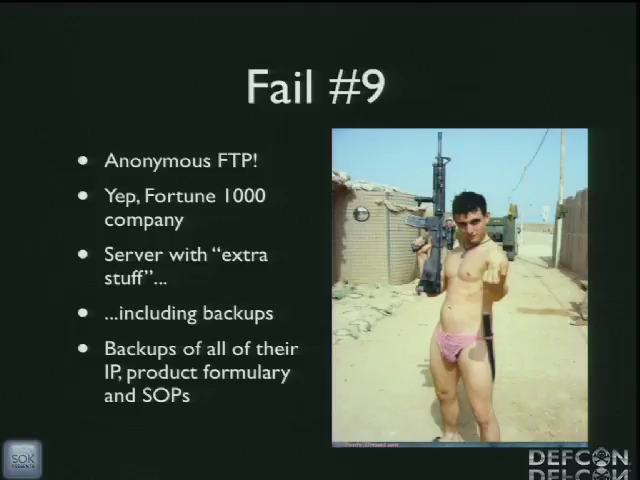 Fail #9
Anonymous FTP!
Yep, Fortune 1000
company
Server with “extra
stuff”...
...including backups
Backups of all of their
IP, product formulary
and SOPs
SOK
DEFCON